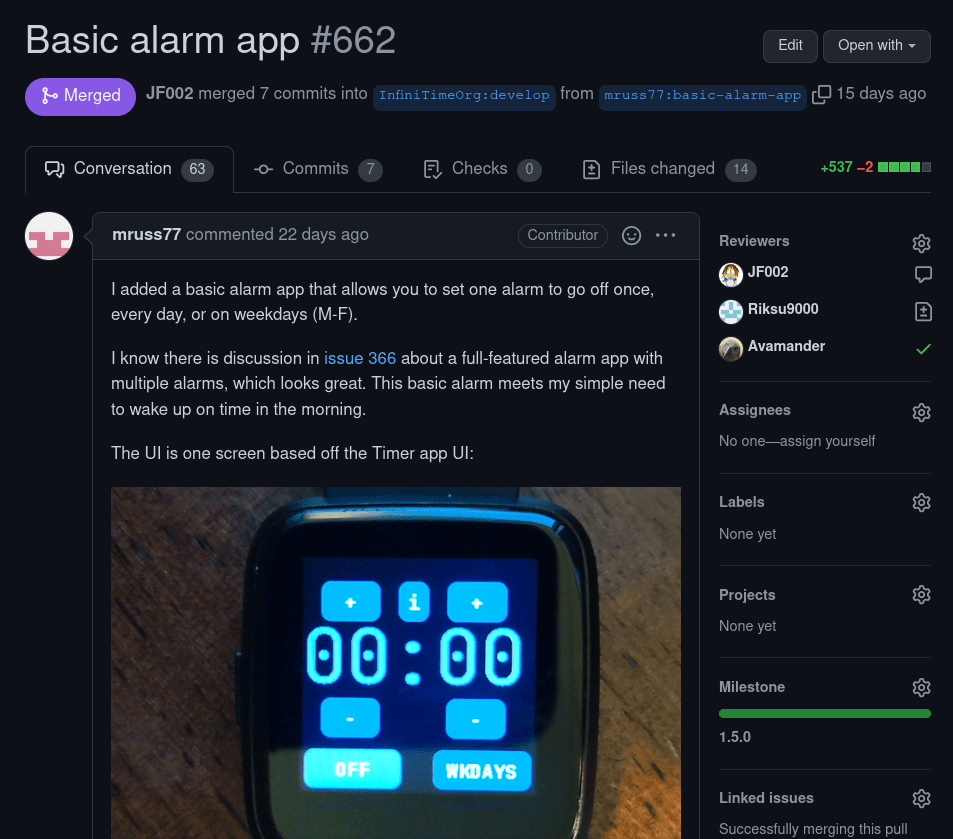 Basic alarm app #662
Edit
Open with
Merged
JF002 merged 7 commits into InfiniTimeOrg:develop from mruss77:basic-alarm-app 15 days ago
Conversation 63
Commits 7
Checks 0
Files changed 14
+537 −2
mruss77 commented 22 days ago
Contributor
I added a basic alarm app that allows you to set one alarm to go off once,
every day, or on weekdays (M-F).
I know there is discussion in issue 366 about a full-featured alarm app with
multiple alarms, which looks great. This basic alarm meets my simple need
to wake up on time in the morning.
The UI is one screen based off the Timer app UI:
+ i +
00:00
- -
OFF WKDAYS
Reviewers
JF002
Riksu9000
Avamander
Assignees
No one—assign yourself
Labels
None yet
Projects
None yet
Milestone
1.5.0
Linked issues
Successfully merging this pull